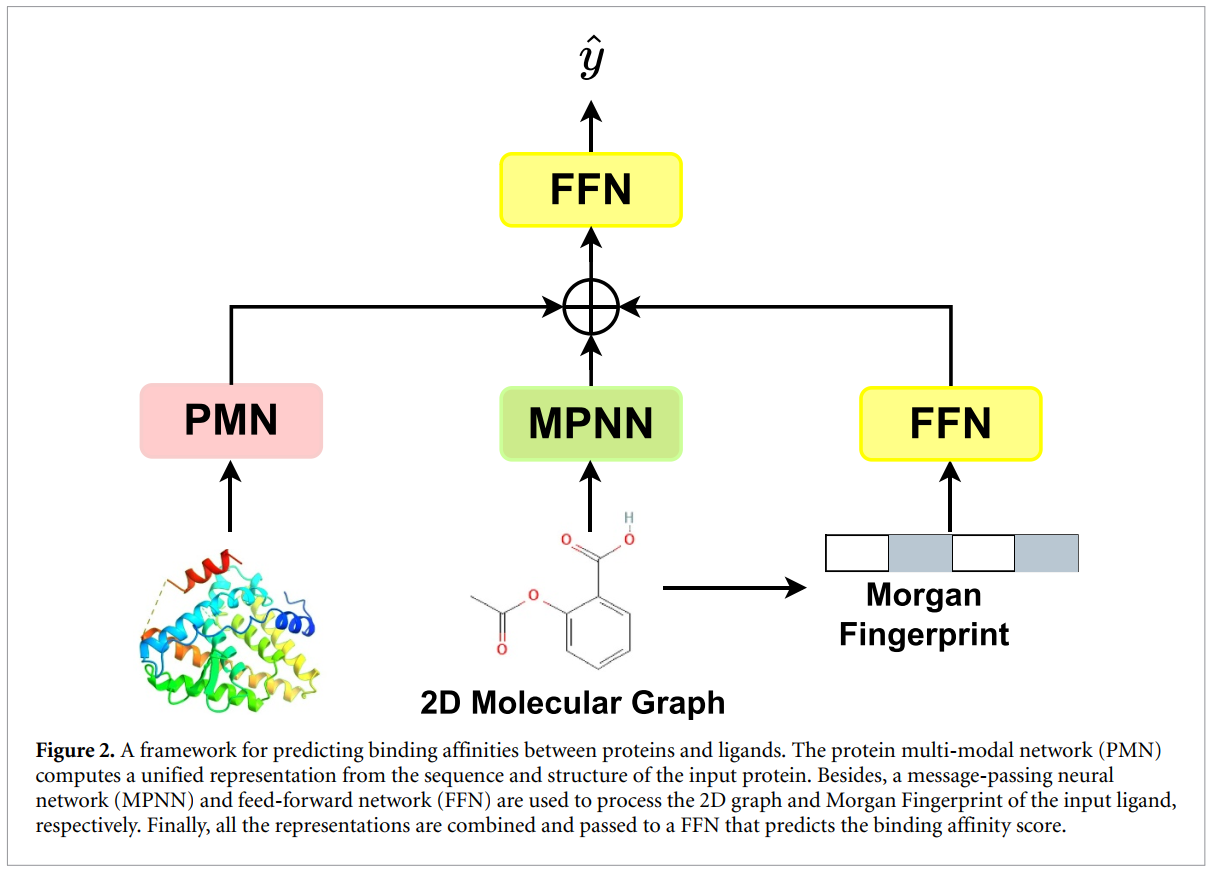 ŷ
FFN
PMN
MPNN
FFN
H
O
O
O
O
Morgan
Fingerprint
2D Molecular Graph
Figure 2. A framework for predicting binding affinities between proteins and ligands. The protein multi-modal network (PMN)
computes a unified representation from the sequence and structure of the input protein. Besides, a message-passing neural
network (MPNN) and feed-forward network (FFN) are used to process the 2D graph and Morgan Fingerprint of the input ligand,
respectively. Finally, all the representations are combined and passed to a FFN that predicts the binding affinity score.